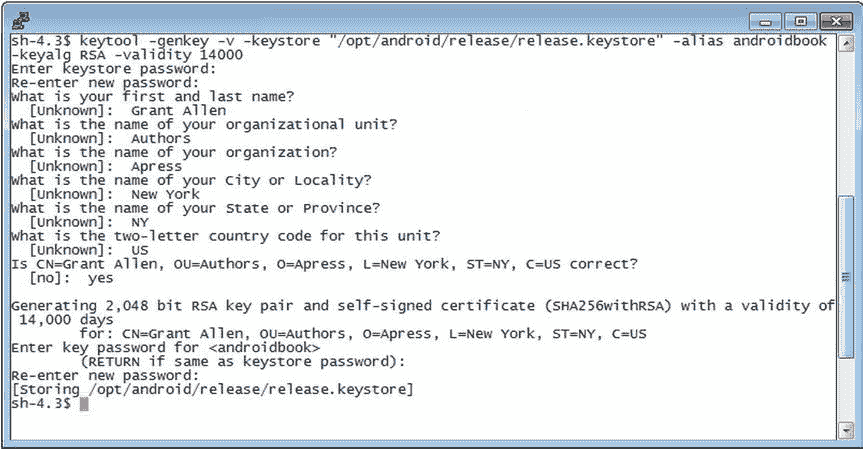 sh-4.3$ keytool -genkey -v -keystore "/opt/android/release/release.keystore" -alias androidbook
-keyalg RSA -validity 14000
Enter keystore password:
Re-enter new password:
What is your first and last name?
  [Unknown]:  Grant Allen
What is the name of your organizational unit?
  [Unknown]:  Authors
What is the name of your organization?
  [Unknown]:  Apress
What is the name of your City or Locality?
  [Unknown]:  New York
What is the name of your State or Province?
  [Unknown]:  NY
What is the two-letter country code for this unit?
  [Unknown]:  US
Is CN=Grant Allen, OU=Authors, O=Apress, L=New York, ST=NY, C=US correct?
  [no]:  yes

Generating 2,048 bit RSA key pair and self-signed certificate (SHA256withRSA) with a validity of
 14,000 days
        for: CN=Grant Allen, OU=Authors, O=Apress, L=New York, ST=NY, C=US
Enter key password for <androidbook>
        (RETURN if same as keystore password):
Re-enter new password:
[Storing /opt/android/release/release.keystore]
sh-4.3$